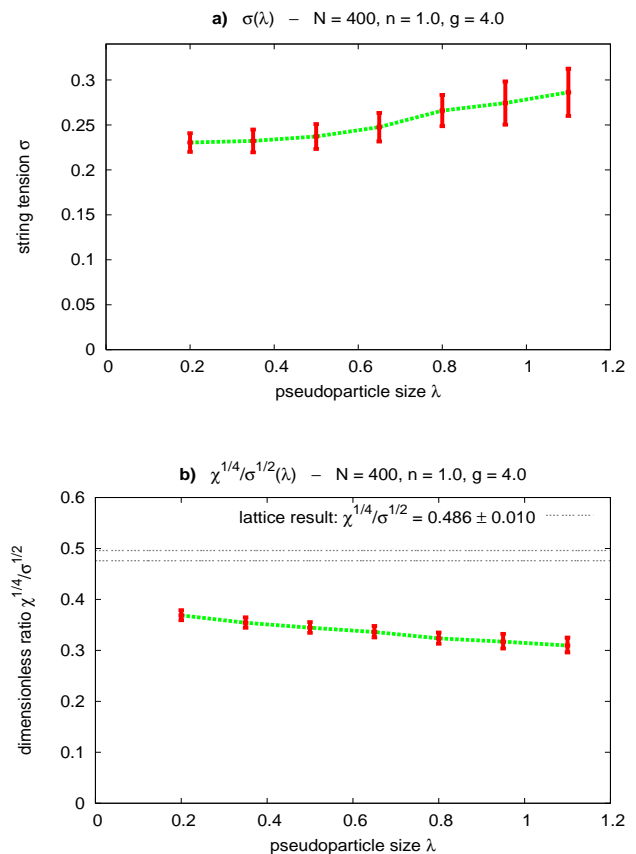 a) σ(λ) – N = 400, n = 1.0, g = 4.0
0.3
0.25
0.2
0.15
0.1
0.05
0
string tension σ
0 0.2 0.4 0.6 0.8 1 1.2
pseudoparticle size λ
b) χ^{1/4}/σ^{1/2}(λ) – N = 400, n = 1.0, g = 4.0
0.6
lattice result: χ^{1/4}/σ^{1/2} = 0.486 ± 0.010
0.5
0.4
0.3
0.2
0.1
0
dimensionless ratio χ^{1/4}/σ^{1/2}
0 0.2 0.4 0.6 0.8 1 1.2
pseudoparticle size λ